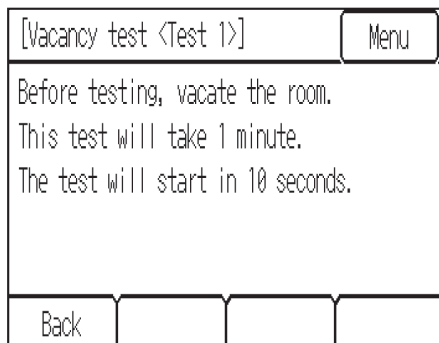 [Vacancy test <Test 1>]
Menu
Before testing, vacate the room.
This test will take 1 minute.
The test will start in 10 seconds.
Back